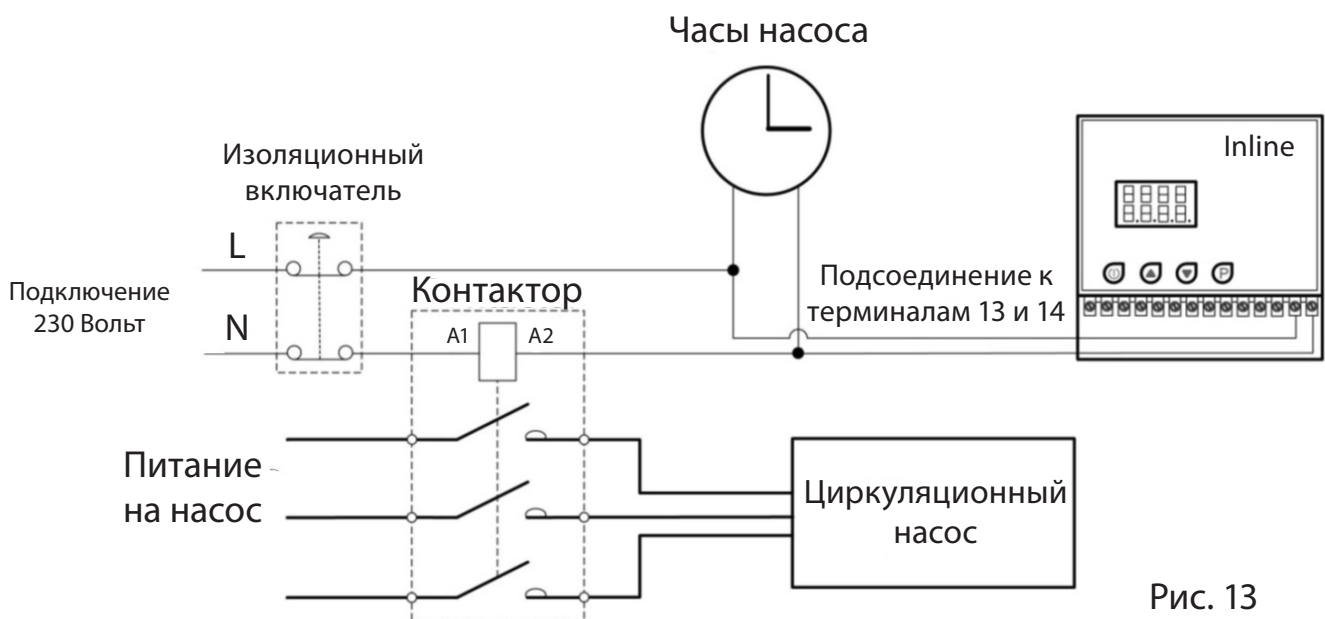 Часы насоса
Inline
Изоляционный
включатель
L
Подключение
230 Вольт
N
Контактор
A1
A2
Подсоединение к
терминалам 13 и 14
P
Питание
на насос
Циркуляционный
насос
Рис. 13